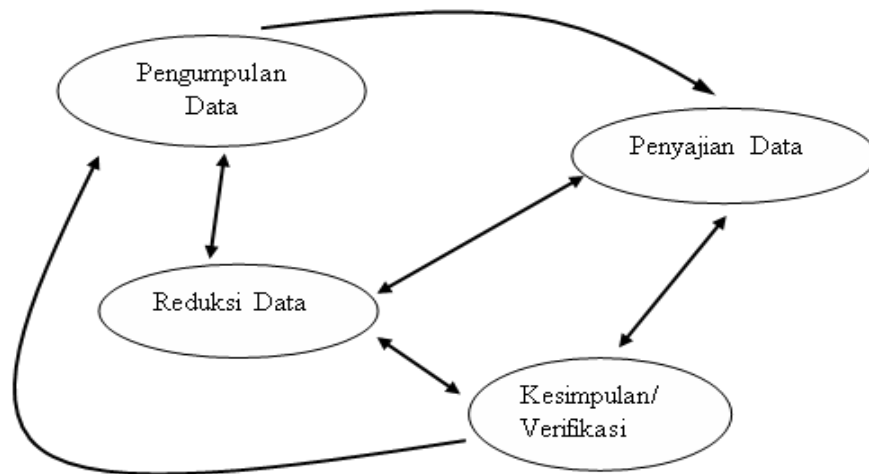 Pengumpulan
Data
Penyajian Data
Reduksi Data
Kesimpulan/
Verifikasi